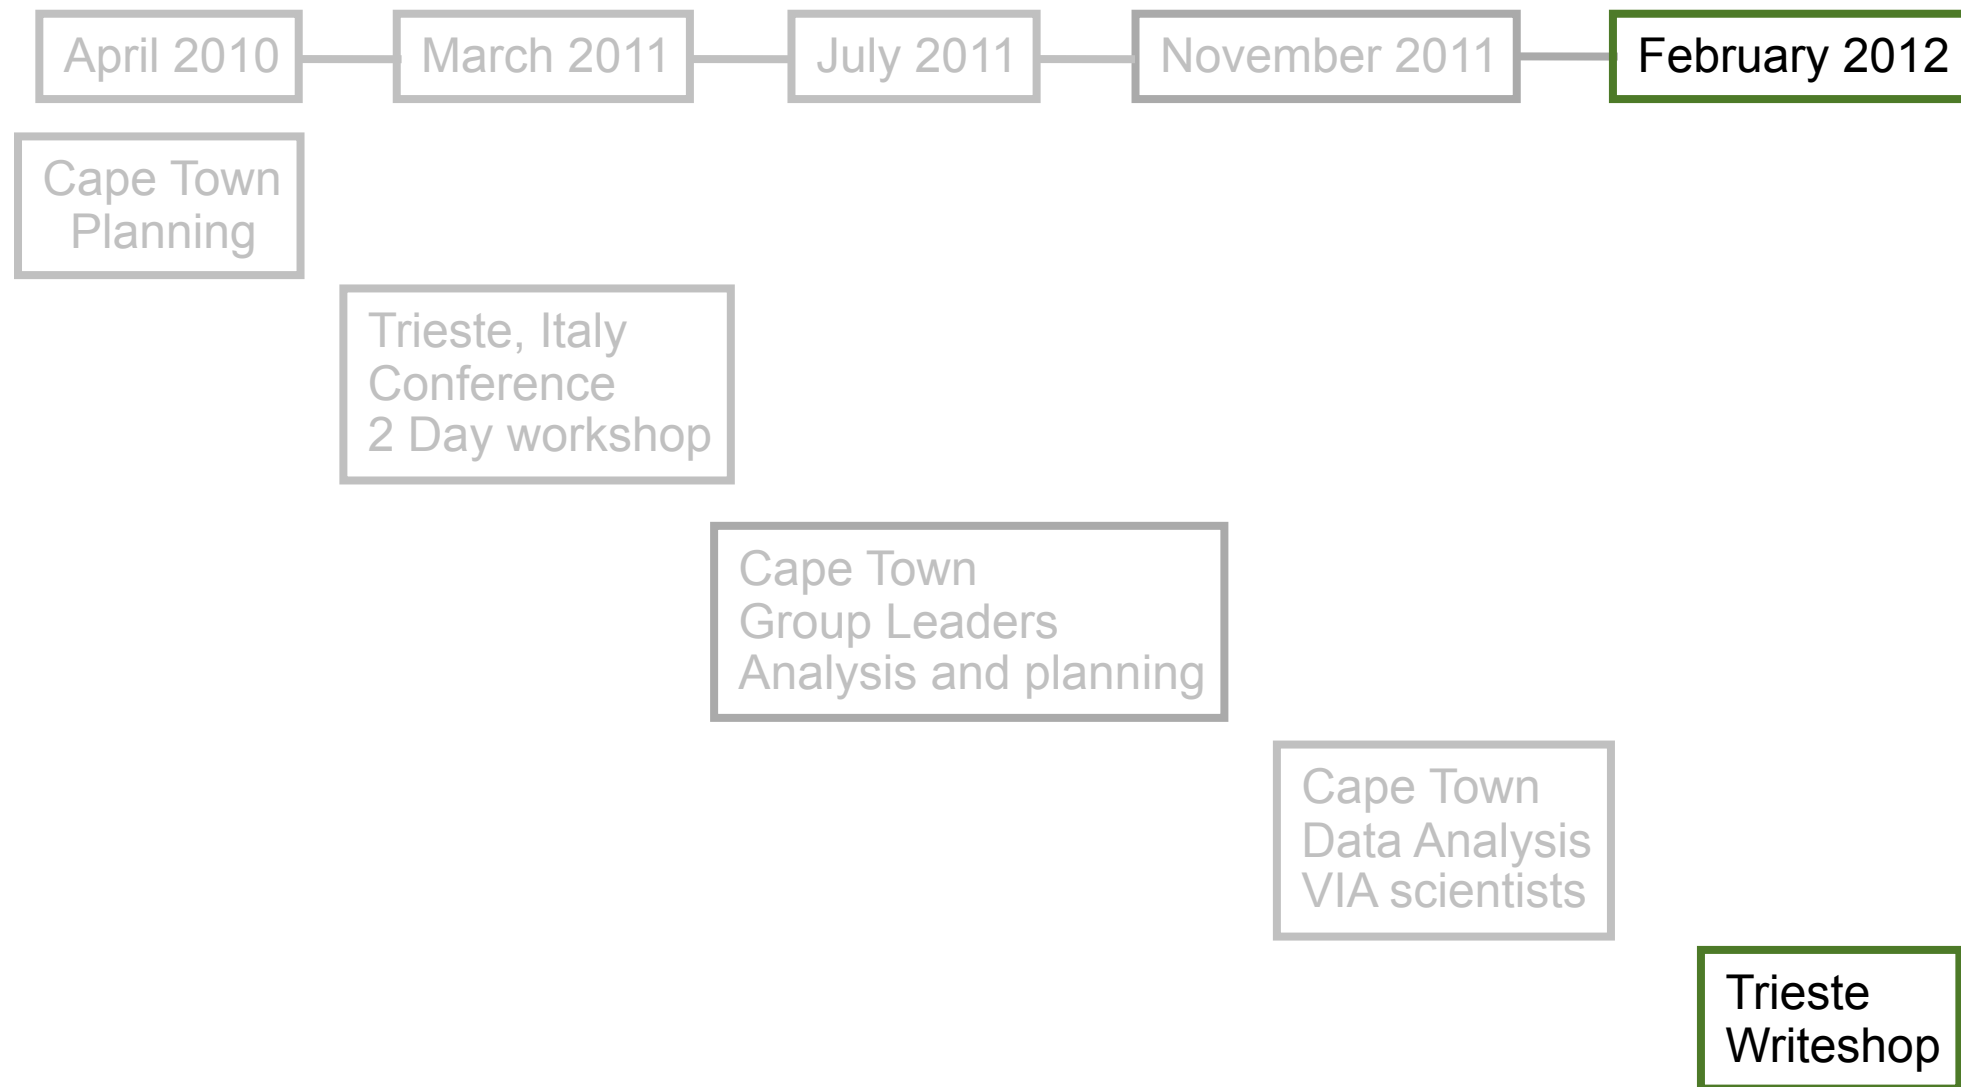 April 2010
March 2011
July 2011
November 2011
February 2012
Cape Town
Planning
Trieste, Italy
Conference
2 Day workshop
Cape Town
Group Leaders
Analysis and planning
Cape Town
Data Analysis
VIA scientists
Trieste
Writeshop